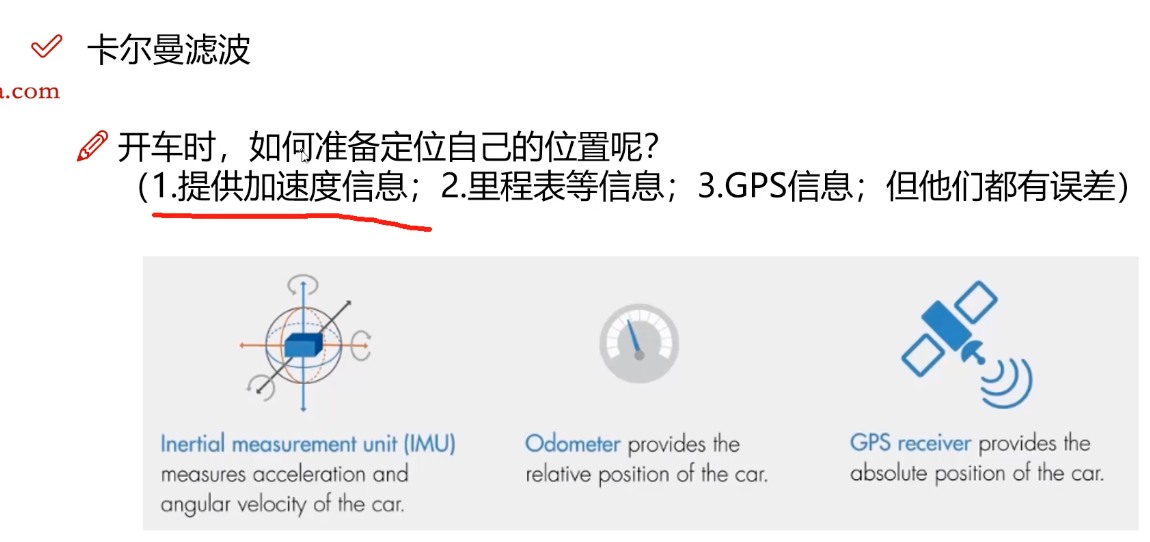 卡尔曼滤波
a.com
开车时，如何准备定位自己的位置呢？
（1.提供加速度信息；2.里程表等信息；3.GPS信息；但他们都有误差）
Inertial measurement unit (IMU)
measures acceleration and
angular velocity of the car.
Odometer provides the
relative position of the car.
GPS receiver provides the
absolute position of the car.